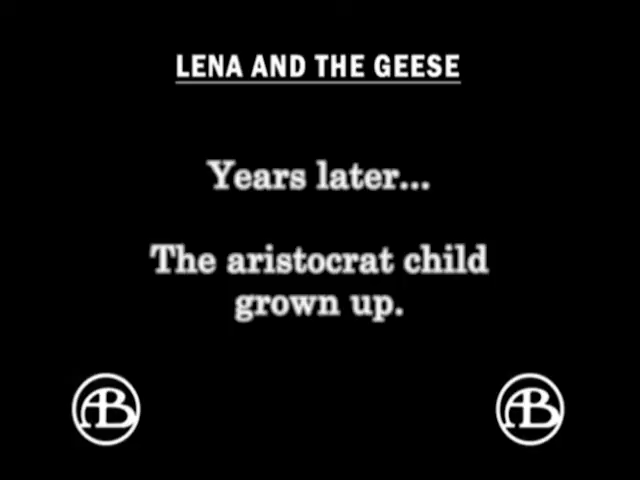 LENA AND THE GEESE
Years later...
The aristocrat child
grown up.
AB AB